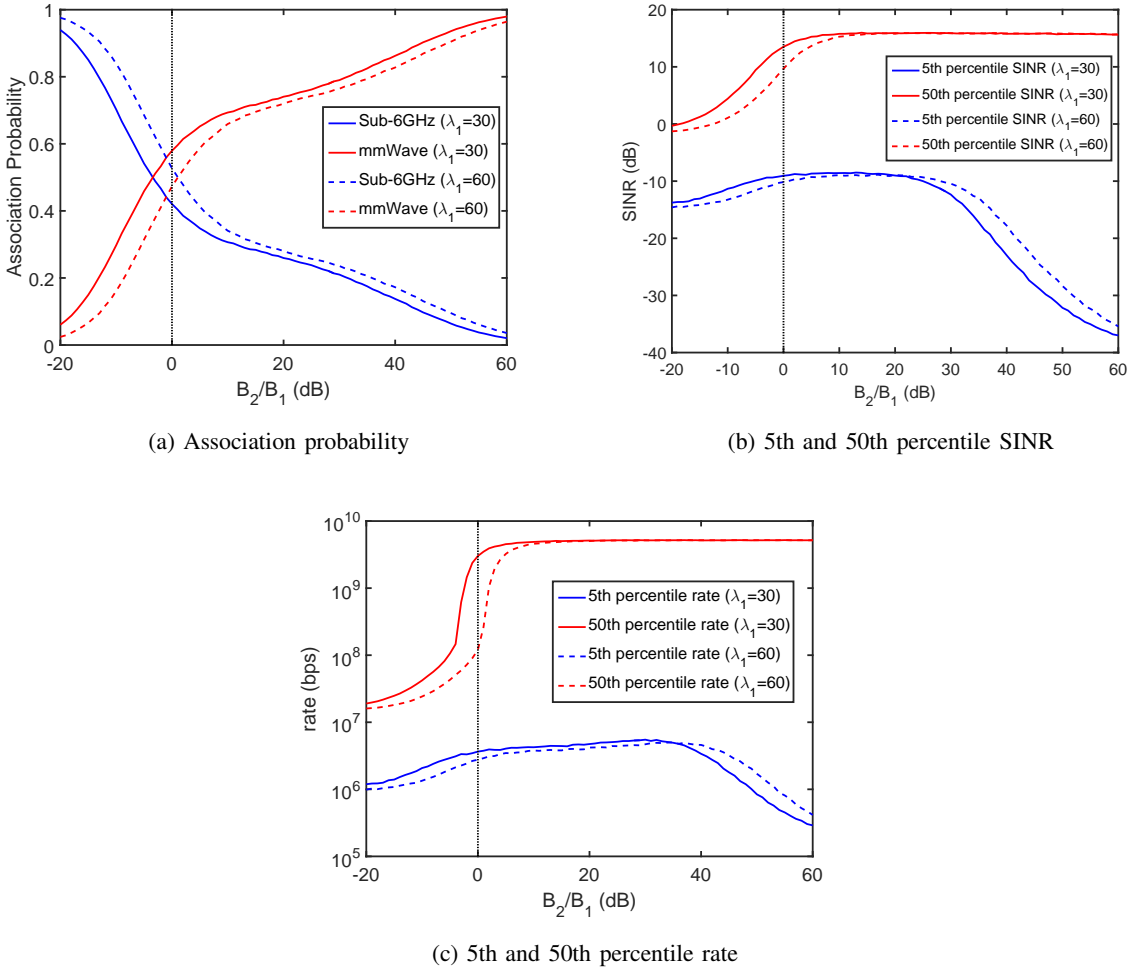 1
0.8
0.6
0.4
0.2
0
Association Probability
-20 0 20 40 60
B2/B1 (dB)
Sub-6GHz (λ1=30)
mmWave (λ1=30)
Sub-6GHz (λ1=60)
mmWave (λ1=60)
(a) Association probability
20
10
0
-10
-20
-30
-40
SINR (dB)
-20 -10 0 10 20 30 40 50 60
B2/B1 (dB)
5th percentile SINR (λ1=30)
50th percentile SINR (λ1=30)
5th percentile SINR (λ1=60)
50th percentile SINR (λ1=60)
(b) 5th and 50th percentile SINR
10^10
10^9
10^8
10^7
10^6
10^5
rate (bps)
-20 0 20 40 60
B2/B1 (dB)
5th percentile rate (λ1=30)
50th percentile rate (λ1=30)
5th percentile rate (λ1=60)
50th percentile rate (λ1=60)
(c) 5th and 50th percentile rate